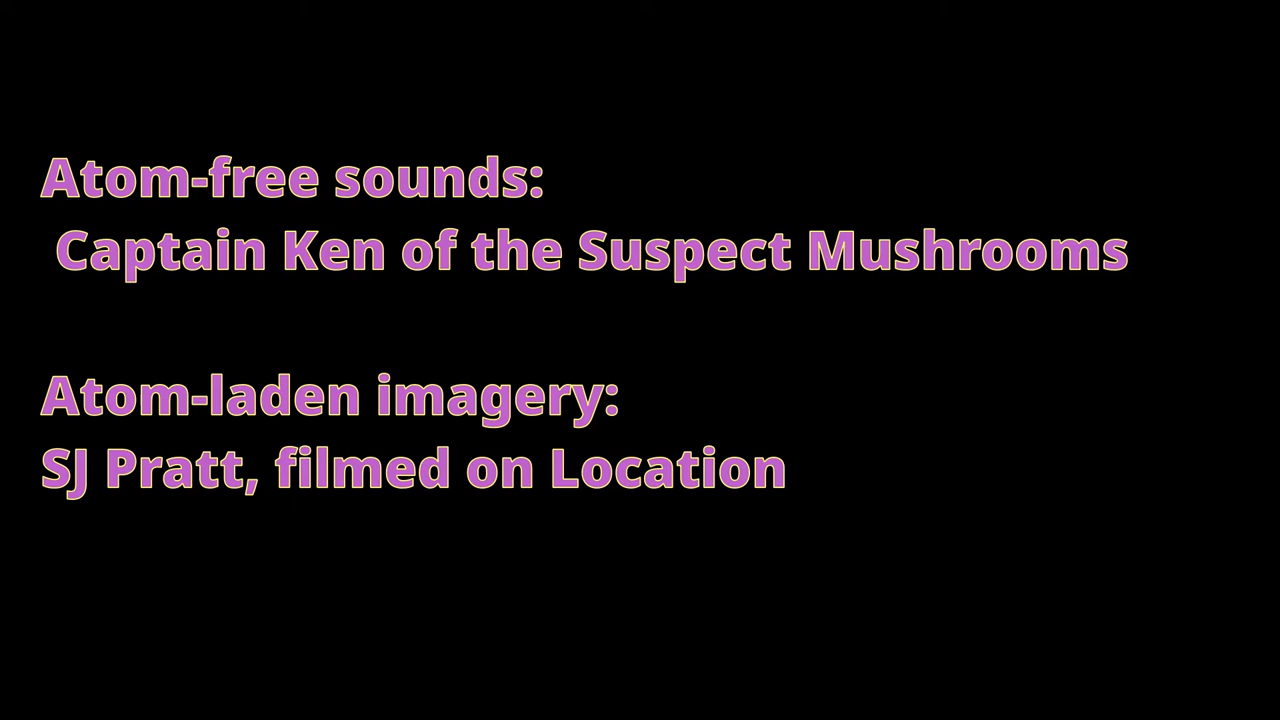 Atom-free sounds:
Captain Ken of the Suspect Mushrooms
Atom-laden imagery:
SJ Pratt, filmed on Location